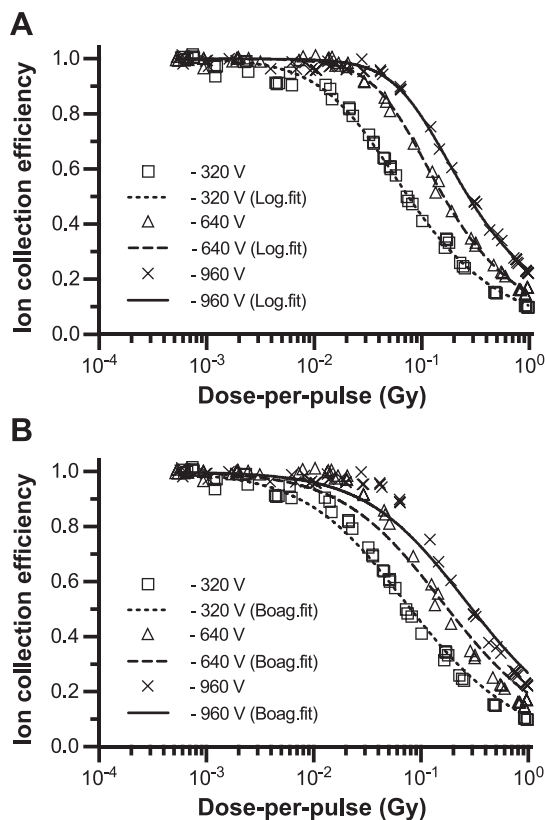 A
Ion collection efficiency
1.0
0.8
0.6
0.4
0.2
0.0
- 320 V
- 320 V (Log.fit)
- 640 V
- 640 V (Log.fit)
- 960 V
- 960 V (Log.fit)
10⁻⁴ 10⁻³ 10⁻² 10⁻¹ 10⁰
Dose-per-pulse (Gy)
B
Ion collection efficiency
1.0
0.8
0.6
0.4
0.2
0.0
- 320 V
- 320 V (Boag.fit)
- 640 V
- 640 V (Boag.fit)
- 960 V
- 960 V (Boag.fit)
10⁻⁴ 10⁻³ 10⁻² 10⁻¹ 10⁰
Dose-per-pulse (Gy)